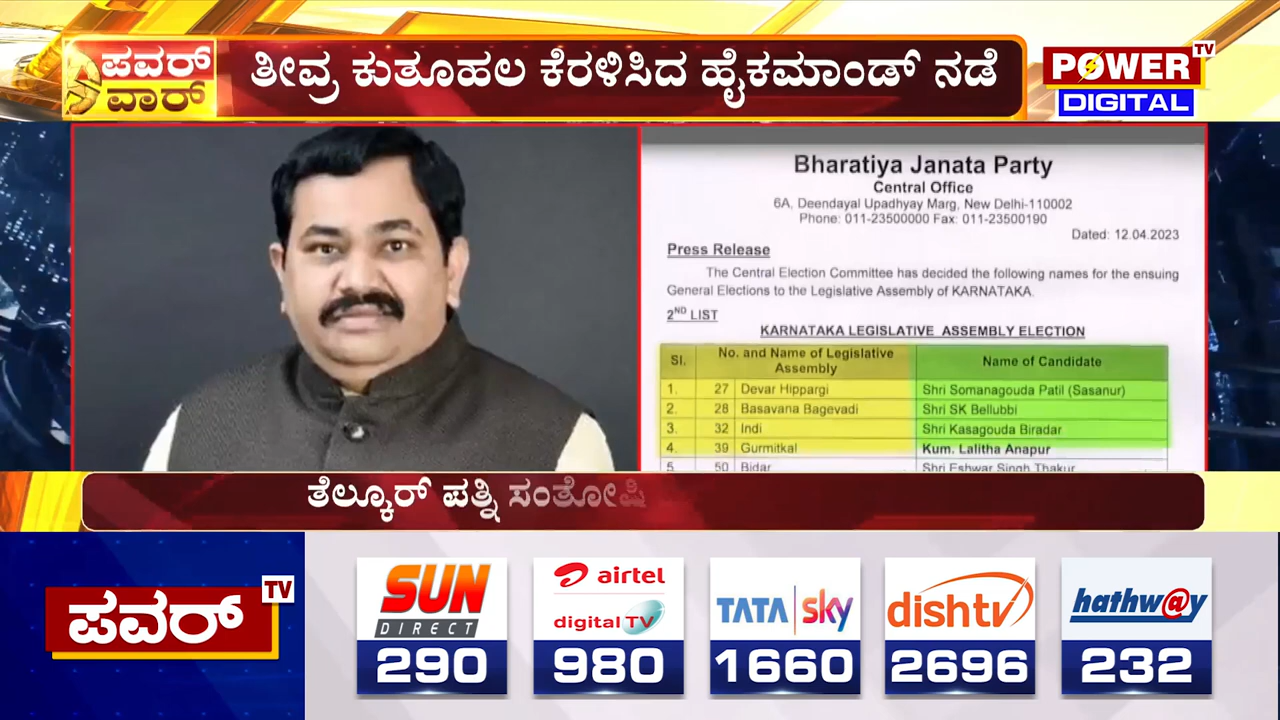 ಪವರ್
ವಾರ್
ತೀವ್ರ ಕುತೂಹಲ ಕೆರಳಿಸಿದ ಹೈಕಮಾಂಡ್ ನಡೆ
POWER TV
DIGITAL
Bharatiya Janata Party
Central Office
6A, Deendayal Upadhyay Marg, New Delhi-110002
Phone: 011-23500000 Fax: 011-23500190
Dated: 12.04.2023
Press Release
The Central Election Committee has decided the following names for the ensuing
General Elections to the Legislative Assembly of KARNATAKA.
2ND LIST
KARNATAKA LEGISLATIVE ASSEMBLY ELECTION
Sl. No. and Name of Legislative Assembly Name of Candidate
1. 27 Devar Hippargi Shri Somanagouda Patil (Sasanur)
2. 28 Basavana Bagevadi Shri SK Bellubbi
3. 32 Indi Shri Kasagouda Biradar
4. 39 Gurmitkal Kum. Lalitha Anapur
5. 50 Bidar Shri Eshwar Singh Thakur
ತೆಲ್ಕೂರ್ ಪತ್ನಿ ಸಂತೋಷಿ
ಪವರ್ TV
SUN DIRECT
290
airtel digital TV
980
TATA sky
1660
dishtv
2696
hathw@y
232